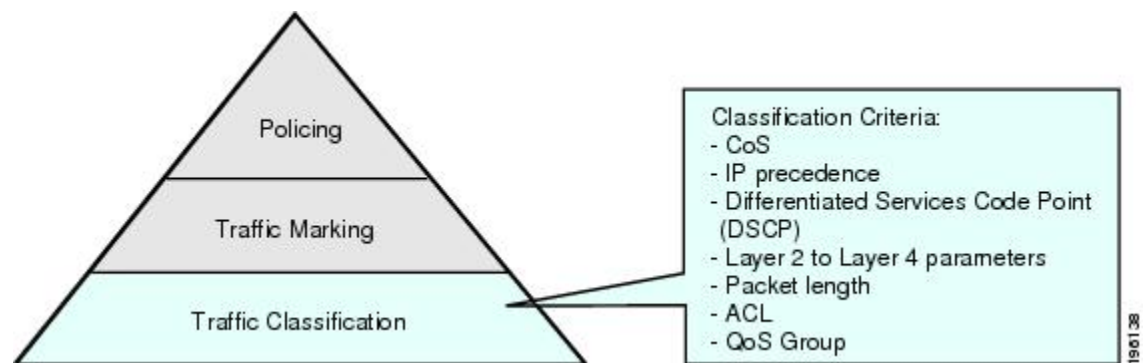 Policing
Traffic Marking
Traffic Classification
Classification Criteria:
- CoS
- IP precedence
- Differentiated Services Code Point
(DSCP)
- Layer 2 to Layer 4 parameters
- Packet length
- ACL
- QoS Group
196138